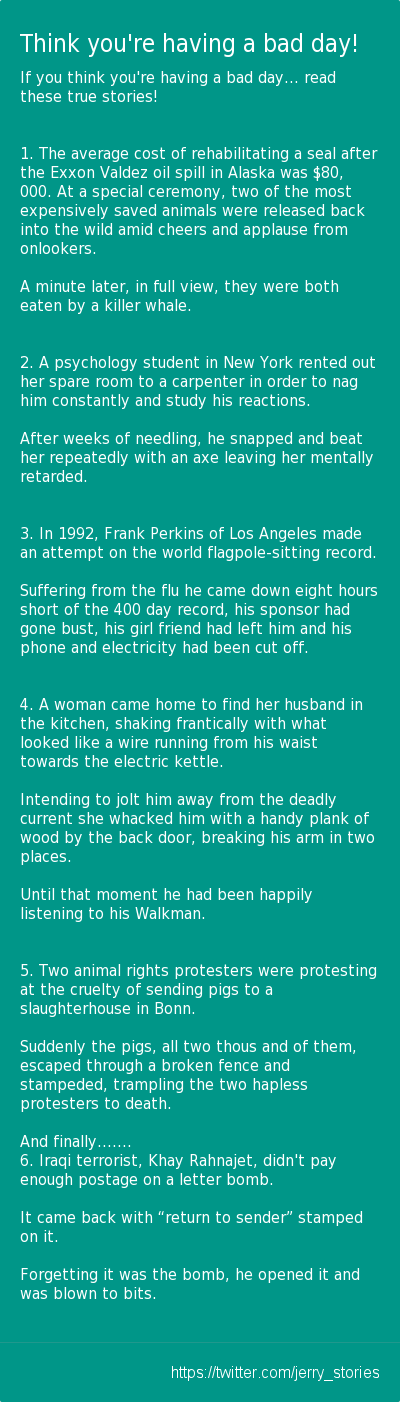 Think you're having a bad day!
If you think you're having a bad day... read
these true stories!
1. The average cost of rehabilitating a seal after
the Exxon Valdez oil spill in Alaska was $80,
000. At a special ceremony, two of the most
expensively saved animals were released back
into the wild amid cheers and applause from
onlookers.
A minute later, in full view, they were both
eaten by a killer whale.
2. A psychology student in New York rented out
her spare room to a carpenter in order to nag
him constantly and study his reactions.
After weeks of needling, he snapped and beat
her repeatedly with an axe leaving her mentally
retarded.
3. In 1992, Frank Perkins of Los Angeles made
an attempt on the world flagpole-sitting record.
Suffering from the flu he came down eight hours
short of the 400 day record, his sponsor had
gone bust, his girl friend had left him and his
phone and electricity had been cut off.
4. A woman came home to find her husband in
the kitchen, shaking frantically with what
looked like a wire running from his waist
towards the electric kettle.
Intending to jolt him away from the deadly
current she whacked him with a handy plank of
wood by the back door, breaking his arm in two
places.
Until that moment he had been happily
listening to his Walkman.
5. Two animal rights protesters were protesting
at the cruelty of sending pigs to a
slaughterhouse in Bonn.
Suddenly the pigs, all two thous and of them,
escaped through a broken fence and
stampeded, trampling the two hapless
protesters to death.
And finally.......
6. Iraqi terrorist, Khay Rahnajet, didn't pay
enough postage on a letter bomb.
It came back with “return to sender” stamped
on it.
Forgetting it was the bomb, he opened it and
was blown to bits.
https://twitter.com/jerry_stories